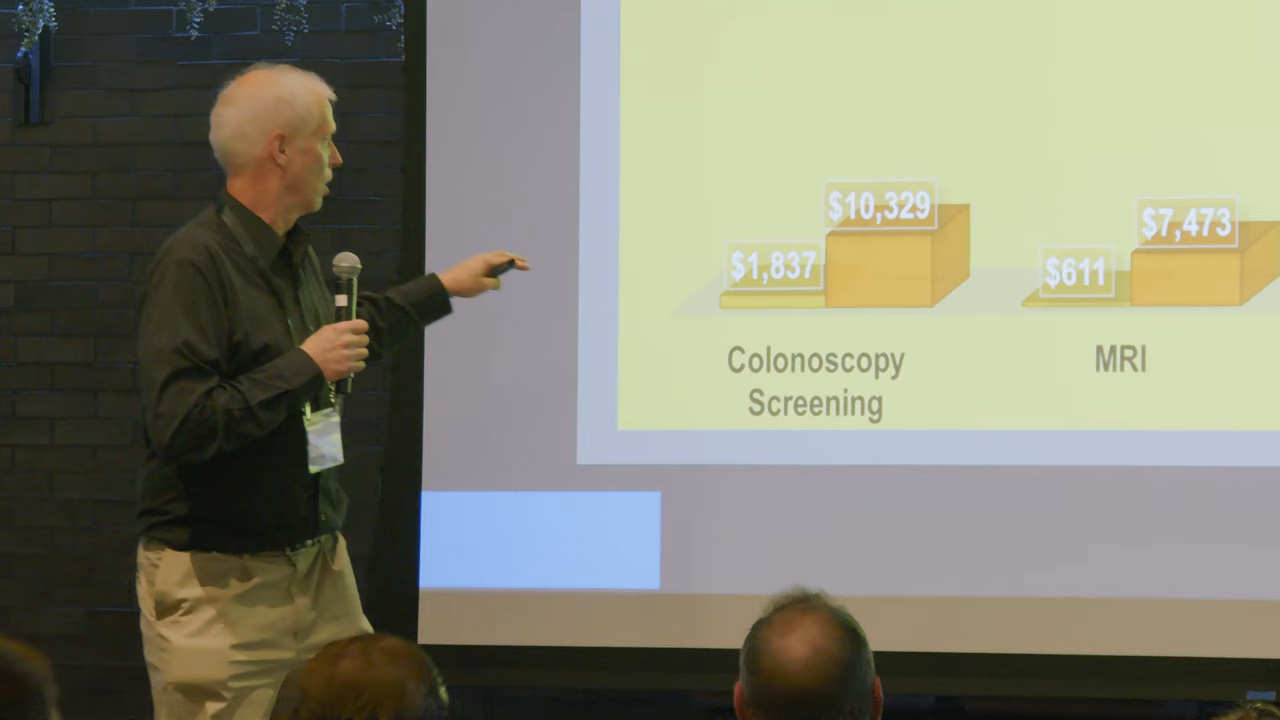 $10,329
$7,473
$1,837
$611
Colonoscopy
Screening
MRI